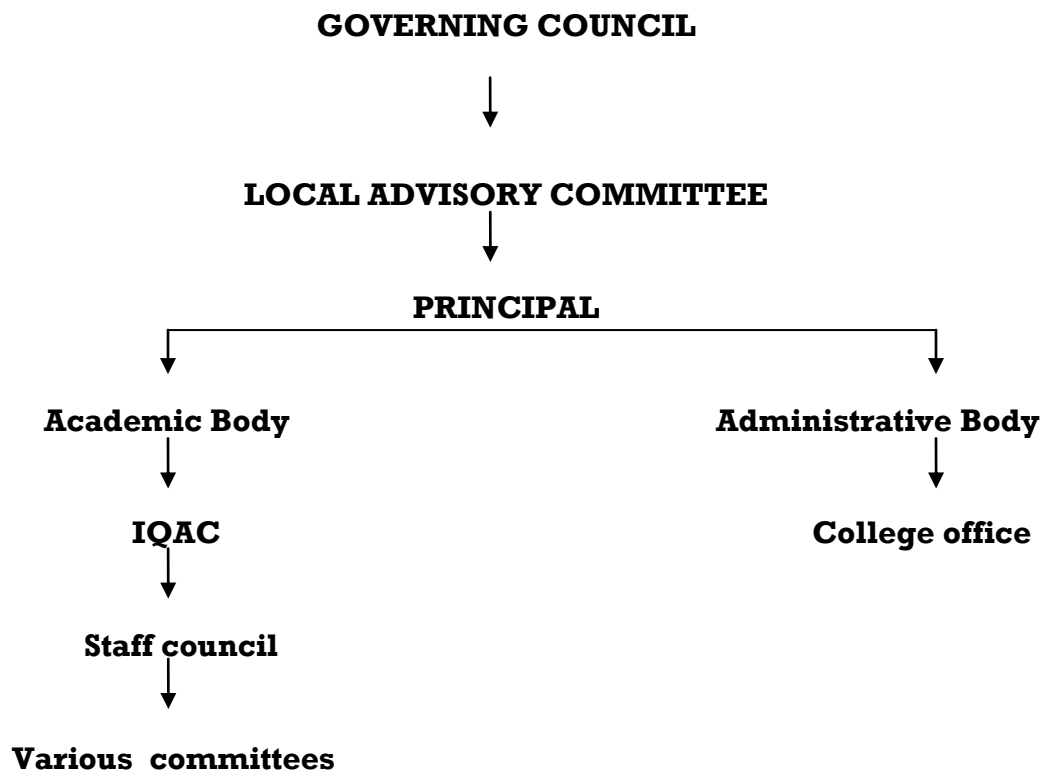 GOVERNING COUNCIL
LOCAL ADVISORY COMMITTEE
PRINCIPAL
Academic Body
Administrative Body
IQAC
College office
Staff council
Various committees